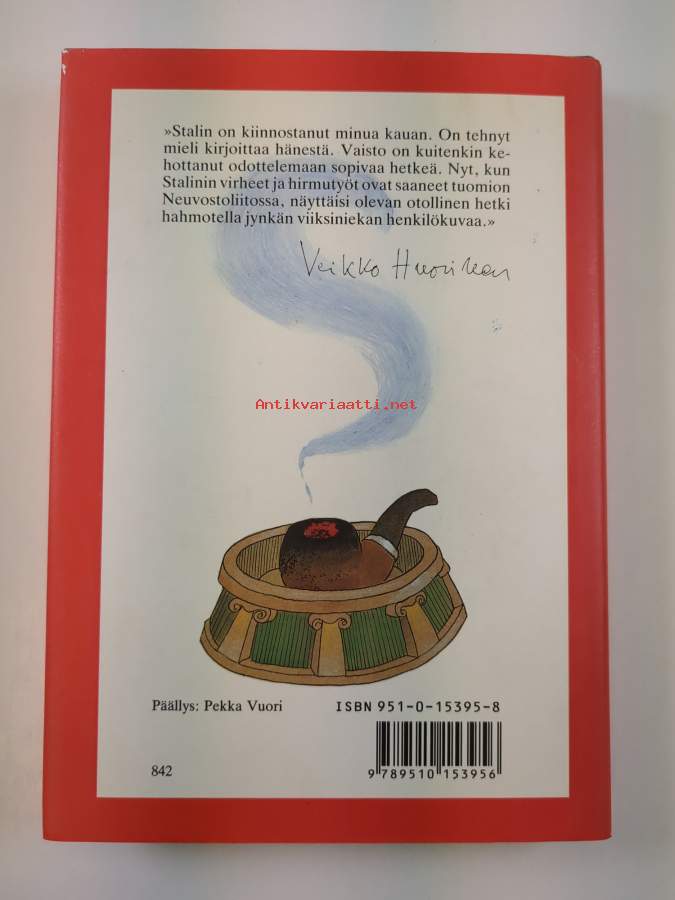 »Stalin on kiinnostanut minua kauan. On tehnyt
mieli kirjoittaa hänestä. Vaisto on kuitenkin ke-
hottanut odottelemaan sopivaa hetkeä. Nyt, kun
Stalinin virheet ja hirmutyöt ovat saaneet tuomion
Neuvostoliitossa, näyttäisi olevan otollinen hetki
hahmotella jynkän viiksiniekan henkilökuvaa.»
Veikko Huovinen
Antikvariaatti.net
Päällys: Pekka Vuori
ISBN 951-0-15395-8
842
9 789510 153956